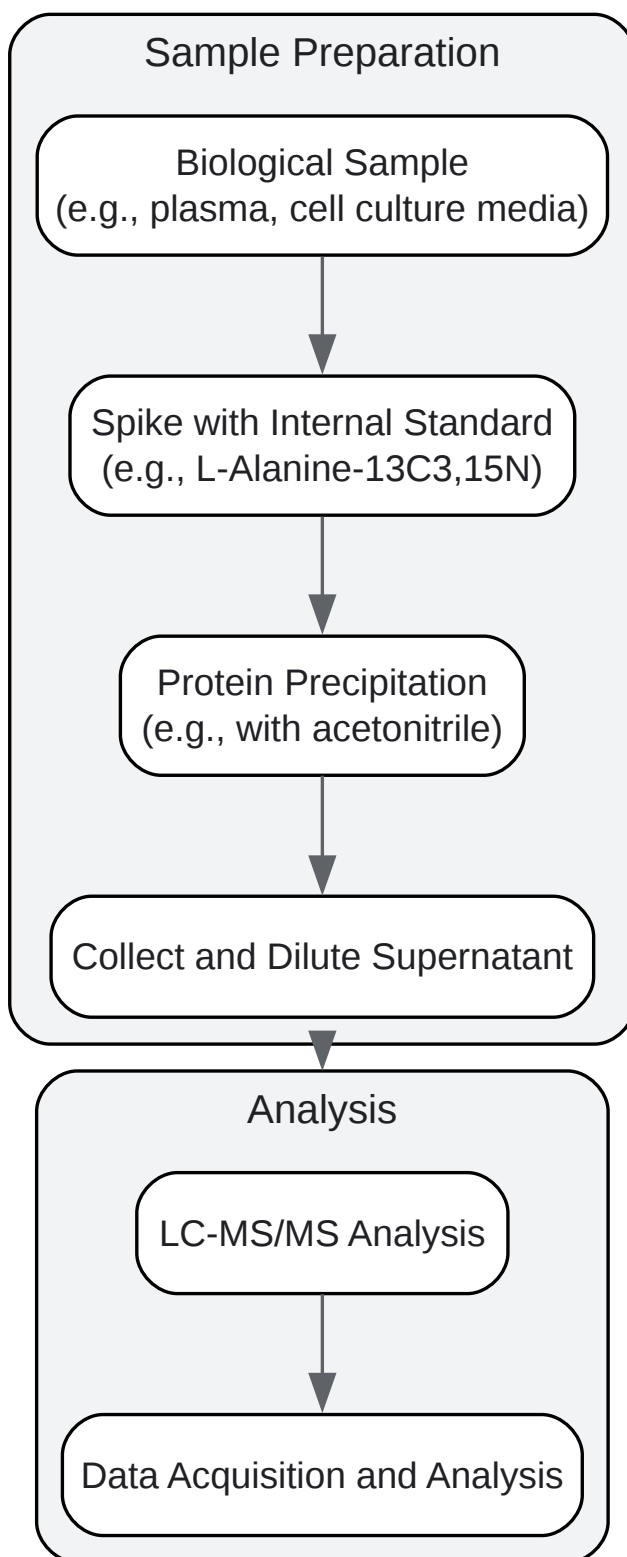 Sample Preparation
Biological Sample
(e.g., plasma, cell culture media)
Spike with Internal Standard
(e.g., L-Alanine-13C3,15N)
Protein Precipitation
(e.g., with acetonitrile)
Collect and Dilute Supernatant
Analysis
LC-MS/MS Analysis
Data Acquisition and Analysis